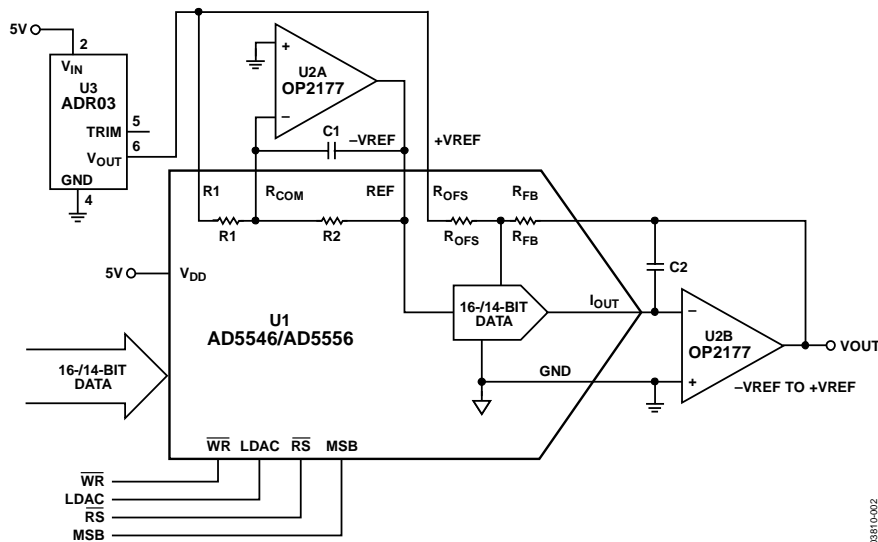 5V
2
VIN
U3
ADR03
TRIM
5
VOUT
6
GND
4
+
U2A
OP2177
−
C1
−VREF
+VREF
R1
RCOM
REF
ROFS
RFB
R1
R2
ROFS
RFB
5V
VDD
U1
AD5546/AD5556
16-/14-BIT
DATA
16-/14-BIT
DATA
IOUT
C2
−
U2B
OP2177
+
VOUT
GND
−VREF TO +VREF
WR LDAC RS MSB
WR
LDAC
RS
MSB
03810-002